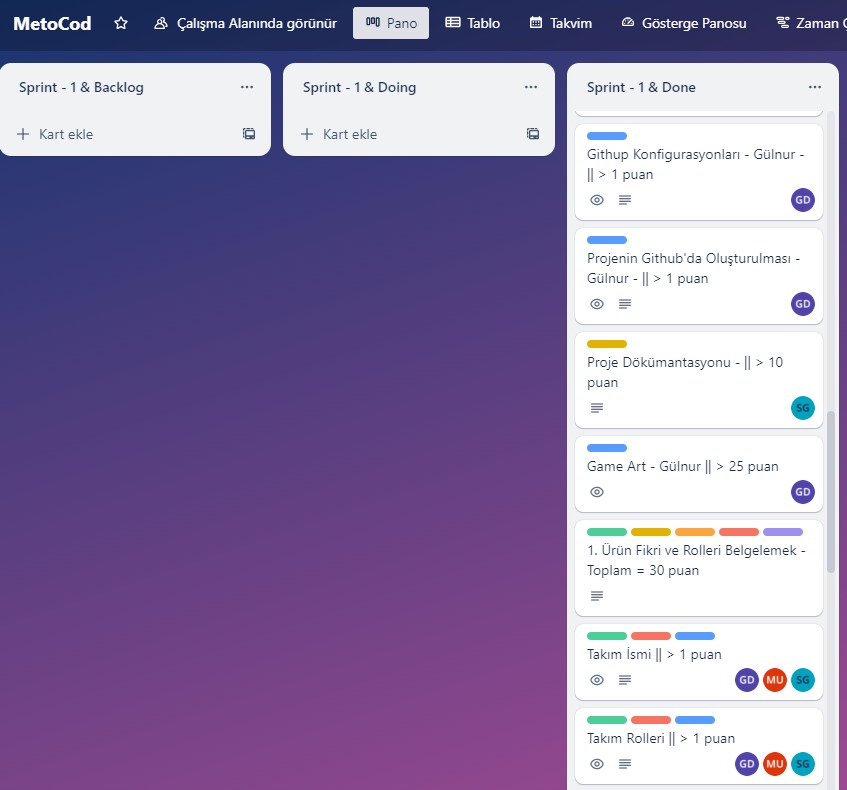 MetoCod
Çalışma Alanında görünür
Pano
Tablo
Takvim
Gösterge Panosu
Zaman
Sprint - 1 & Backlog
Kart ekle
Sprint - 1 & Doing
Kart ekle
Sprint - 1 & Done
Githup Konfigurasyonları - Gülnur -
|| > 1 puan
GD
Projenin Github'da Oluşturulması -
Gülnur - || > 1 puan
GD
Proje Dökümantasyonu - || > 10
puan
SG
Game Art - Gülnur || > 25 puan
GD
1. Ürün Fikri ve Rolleri Belgelemek -
Toplam = 30 puan
Takım İsmi || > 1 puan
GD MU SG
Takım Rolleri || > 1 puan
GD MU SG